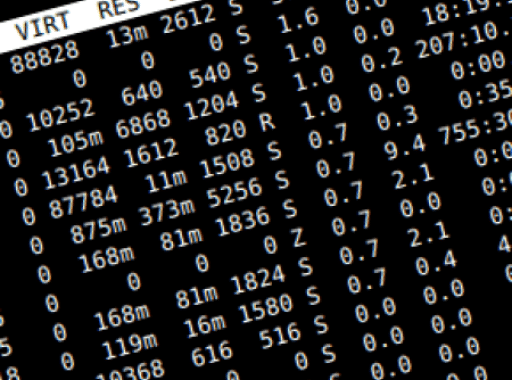 VIRT RES
88828 13m 2612 S
0 0 0 S 1.6 0.0
0 10252 640 540 S 1.0 0.0 18:19.
0 105m 6868 1204 S 1.0 0.2 207:10.
0 13164 1612 820 R 1.0 0.0 0:00
0 87784 11m 1508 S 0.7 0.3 0:35
0 875m 373m 5256 S 0.7 9.4 755:30
0 168m 81m 1836 S 0.7 2.1 0:0
0 0 0 0 Z 0.7 0.0 0:
5 0 168m 81m 1824 S 0.7 2.1 0:
8 0 119m 16m 1580 S 0.7 0.4 4
10368 616 516 S 0.0 0.0
0 0 S 0.0 0.0
S 0.0 0.0